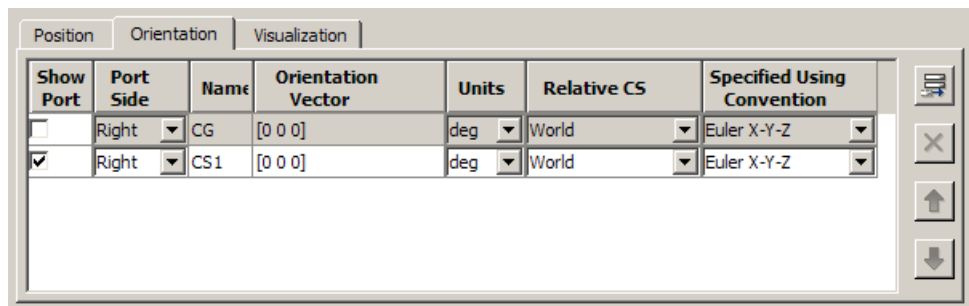 Position Orientation Visualization
Show Port Port Side Name Orientation Vector Units Relative CS Specified Using Convention
Right CG [0 0 0] deg World Euler X-Y-Z
Right CS1 [0 0 0] deg World Euler X-Y-Z